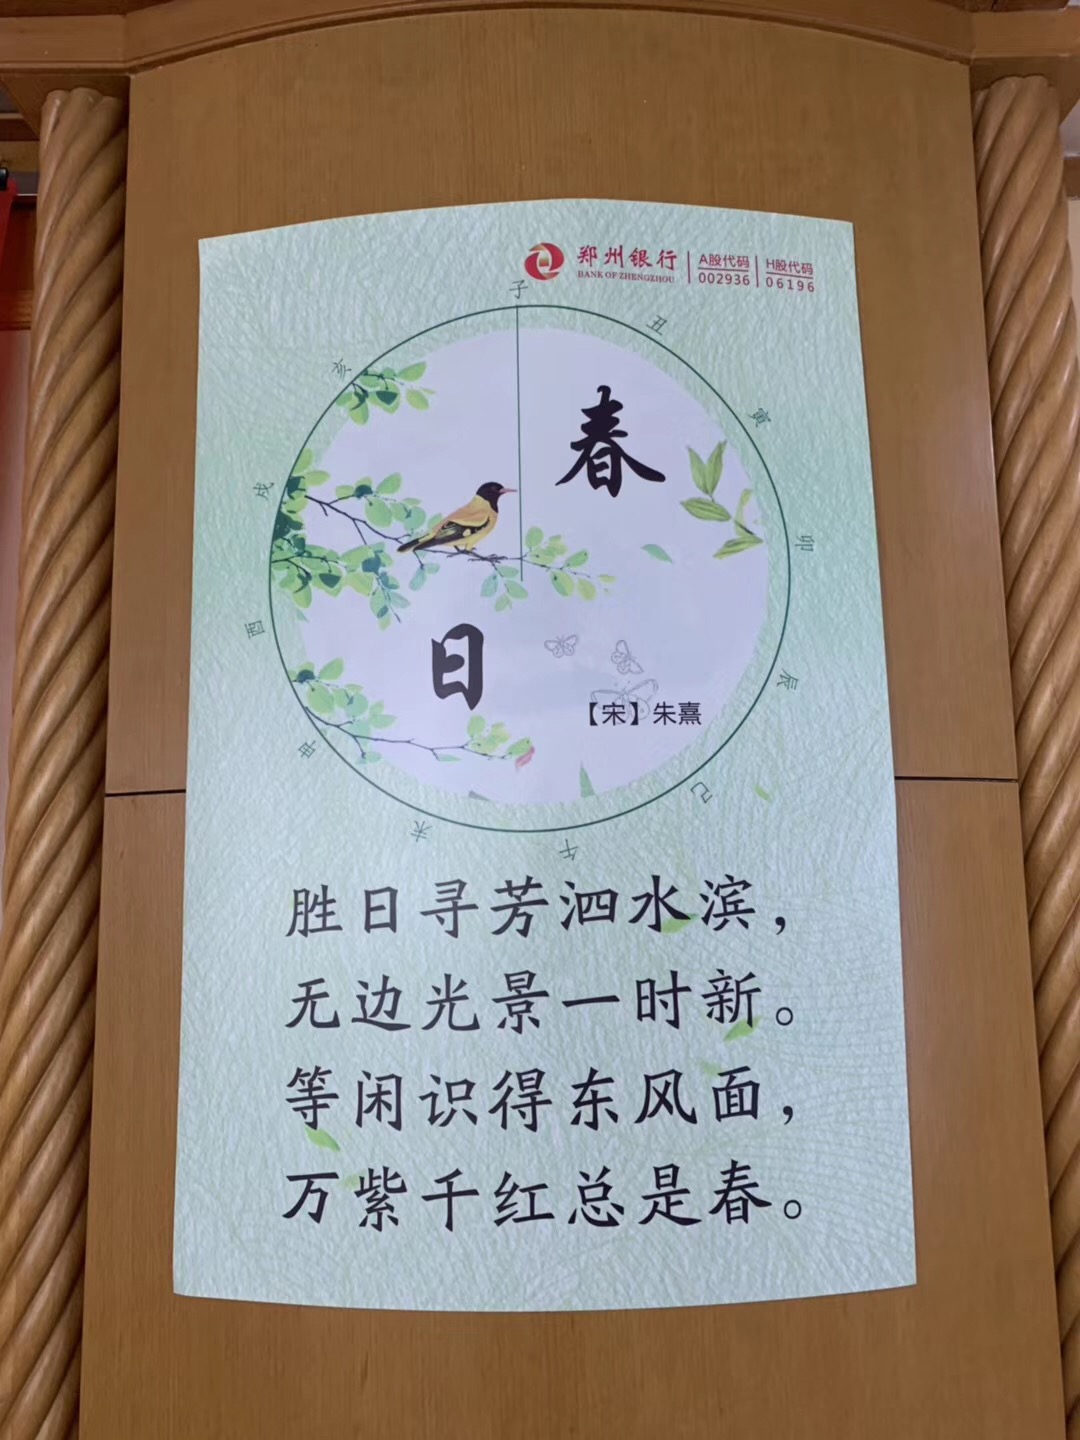 郑州银行
BANK OF ZHENGZHOU
A股代码
002936
H股代码
06196
子
丑
寅
卯
辰
己
午
未
申
酉
戌
亥
春
日
【宋】朱熹
胜日寻芳泗水滨，
无边光景一时新。
等闲识得东风面，
万紫千红总是春。